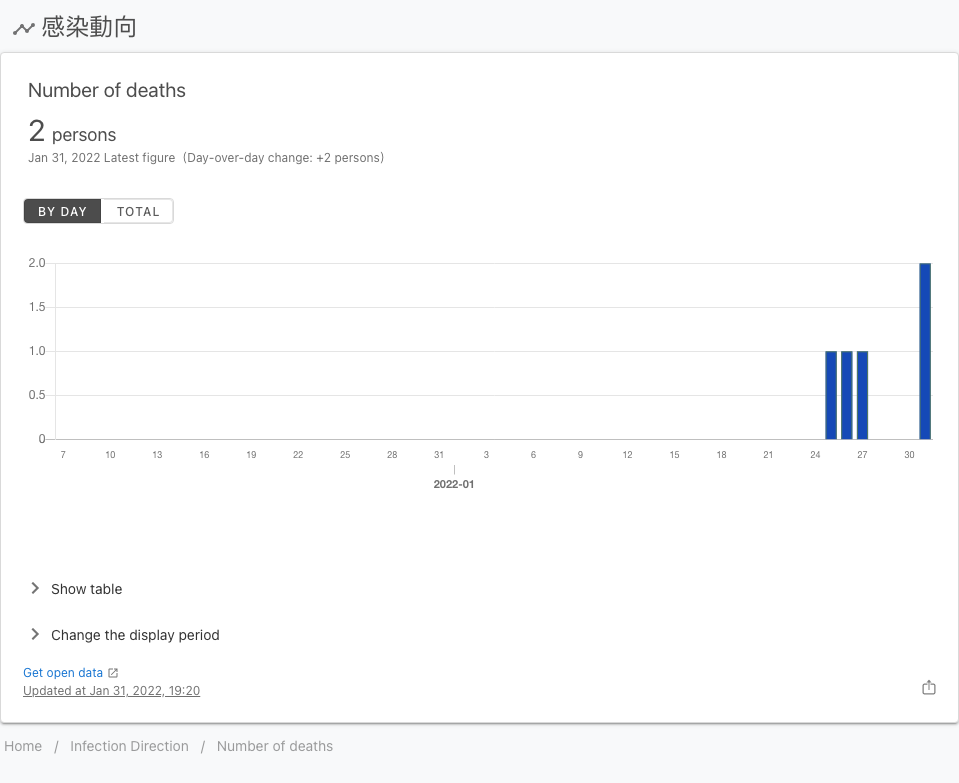 感染動向
Number of deaths
2 persons
Jan 31, 2022 Latest figure (Day-over-day change: +2 persons)
BY DAY TOTAL
2.0
1.5
1.0
0.5
0
7 10 13 16 19 22 25 28 31 3 6 9 12 15 18 21 24 27 30
2022-01
Show table
Change the display period
Get open data
Updated at Jan 31, 2022, 19:20
Home / Infection Direction / Number of deaths